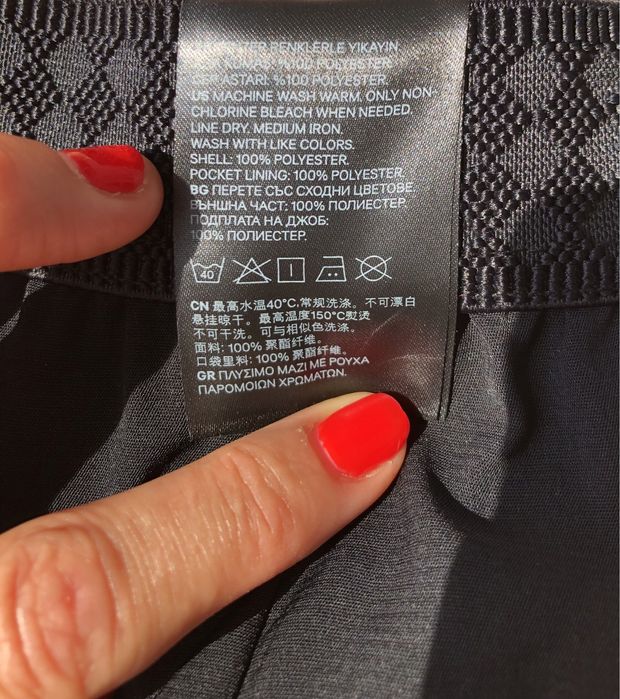 RENKLERLE YIKAYIN
%100 POLYESTER
ASTARI: %100 POLYESTER
US MACHINE WASH WARM. ONLY NON-
CHLORINE BLEACH WHEN NEEDED.
LINE DRY. MEDIUM IRON.
WASH WITH LIKE COLORS.
SHELL: 100% POLYESTER.
POCKET LINING: 100% POLYESTER.
BG ПЕРЕТЕ СЪС СХОДНИ ЦВЕТОВЕ
ВЪНШНА ЧАСТ: 100% ПОЛИЕСТЕР.
ПОДПЛАТА НА ДЖОБ:
100% ПОЛИЕСТЕР.
40
CN 最高水温40°C,常规洗涤。不可漂白
悬挂晾干。最高温度150°C熨烫
不可干洗。可与相似色洗涤。
面料: 100% 聚酯纤维。
口袋里料: 100% 聚酯纤维。
GR ΠΛΥΣΙΜΟ ΜΑΖΙ ΜΕ ΡΟΥΧΑ
ΠΑΡΟΜΟΙΩΝ ΧΡΩΜΑΤΩΝ.